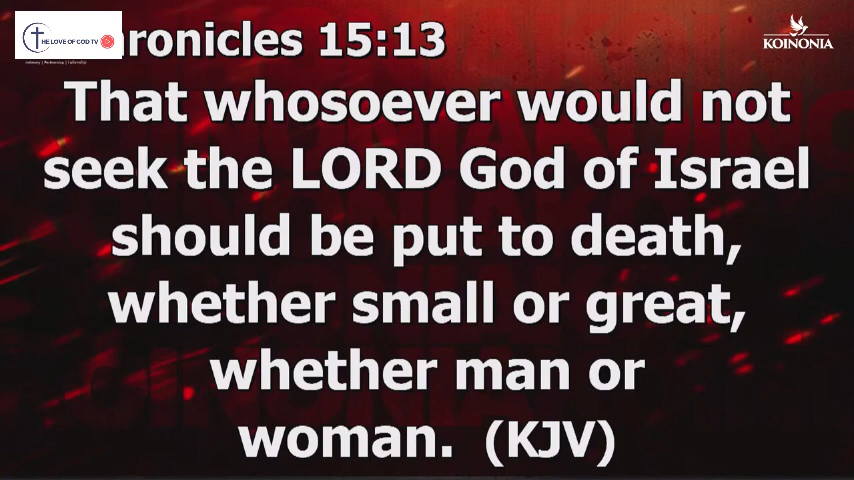 THE LOVE OF GOD TV
ronicles 15:13
KOINONIA
That whosoever would not
seek the LORD God of Israel
should be put to death,
whether small or great,
whether man or
woman. (KJV)